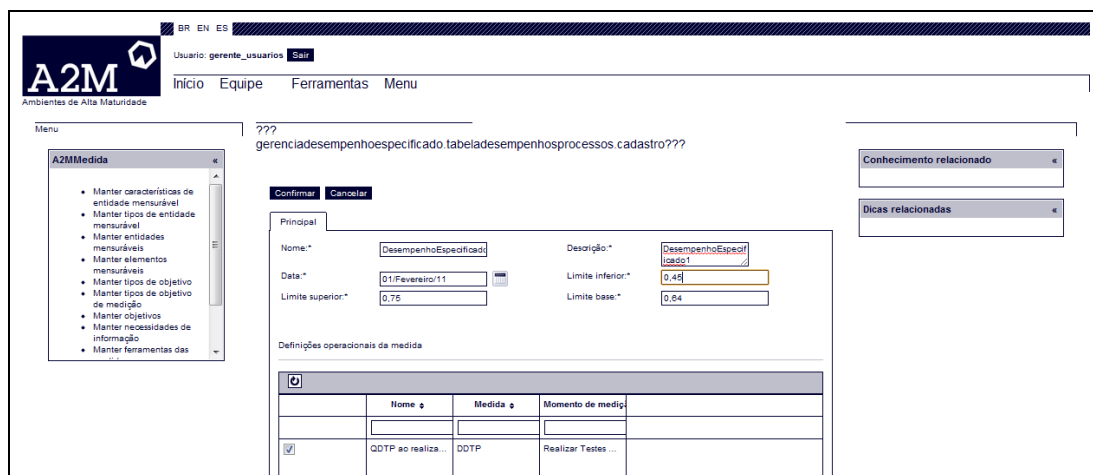 BR EN ES
Usuario: gerente_usuarios Sair
A2M
Ambientes de Alta Maturidade
Início Equipe Ferramentas Menu
Menu
A2MMedida «
Manter características de
entidade mensurável
Manter tipos de entidade
mensurável
Manter entidades
mensuráveis
Manter elementos
mensuráveis
Manter tipos de objetivo
Manter tipos de objetivo
de medição
Manter objetivos
Manter necessidades de
informação
Manter ferramentas das
???
gerenciadesempenhoespecificado.tabeladesempenhosprocessos.cadastro???
Confirmar Cancelar
Principal
Nome:* DesempenhoEspecificado Descrição:* DesempenhoEspecif
icado1
Data:* 01/Fevereiro/11 Limite inferior:* 0,45
Limite superior:* 0,75 Limite base:* 0,64
Definições operacionais da medida
Nome Medida Momento de mediç
QDTP ao realiza... DDTP Realizar Testes ...
Conhecimento relacionado «
Dicas relacionadas «